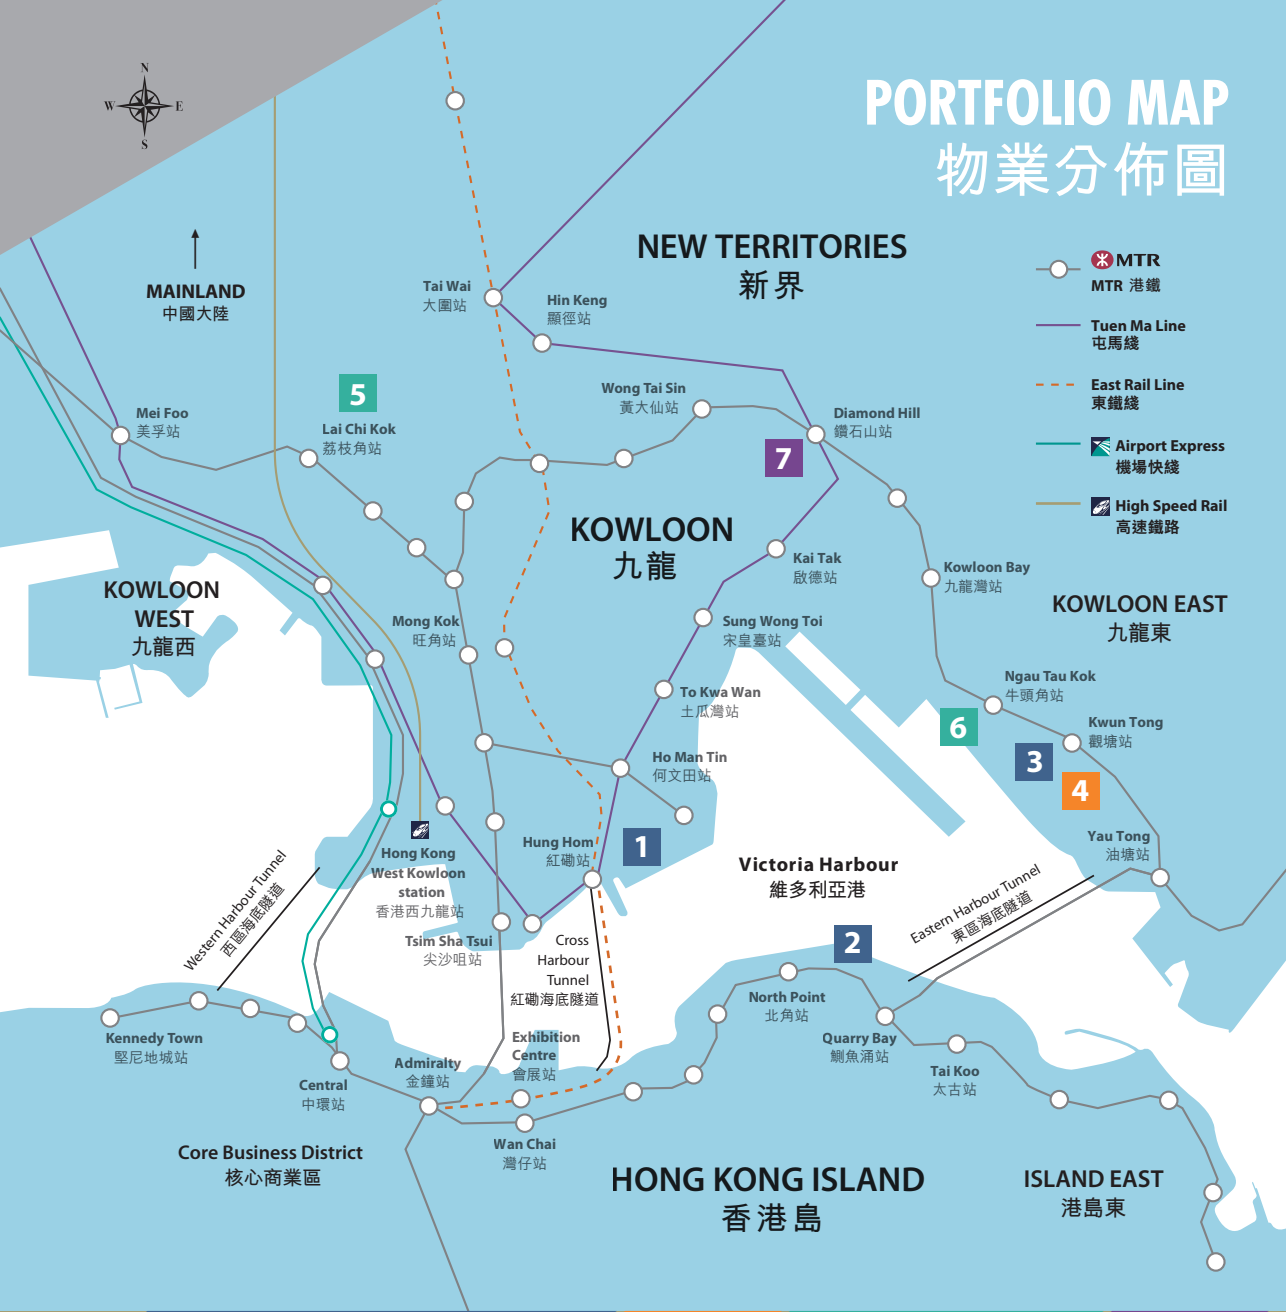 PORTFOLIO MAP
物業分佈圖
N
W
E
S
MAINLAND
中國大陸
NEW TERRITORIES
新界
MTR
MTR 港鐵
Tuen Ma Line
屯馬綫
East Rail Line
東鐵綫
Airport Express
機場快綫
High Speed Rail
高速鐵路
Tai Wai
大圍站
Hin Keng
顯徑站
Wong Tai Sin
黃大仙站
Diamond Hill
鑽石山站
Mei Foo
美孚站
5
Lai Chi Kok
荔枝角站
7
KOWLOON
九龍
Kai Tak
啟德站
Kowloon Bay
九龍灣站
KOWLOON
WEST
九龍西
KOWLOON EAST
九龍東
Mong Kok
旺角站
Sung Wong Toi
宋皇臺站
To Kwa Wan
土瓜灣站
Ngau Tau Kok
牛頭角站
6
Kwun Tong
觀塘站
3
4
Ho Man Tin
何文田站
Hung Hom
紅磡站
1
Yau Tong
油塘站
Hong Kong
West Kowloon
station
香港西九龍站
Victoria Harbour
維多利亞港
Western Harbour Tunnel
西區海底隧道
Eastern Harbour Tunnel
東區海底隧道
Tsim Sha Tsui
尖沙咀站
Cross
Harbour
Tunnel
紅磡海底隧道
2
North Point
北角站
Quarry Bay
鰂魚涌站
Tai Koo
太古站
Kennedy Town
堅尼地城站
Central
中環站
Admiralty
金鐘站
Exhibition
Centre
會展站
Wan Chai
灣仔站
Core Business District
核心商業區
HONG KONG ISLAND
香港島
ISLAND EAST
港島東